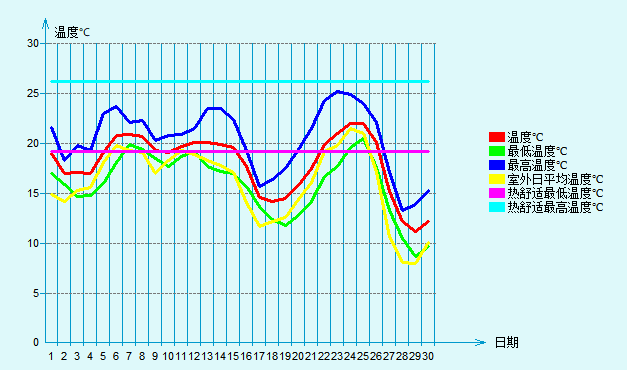 温度℃
30
25
20
15
10
5
0
1 2 3 4 5 6 7 8 9 10 11 12 13 14 15 16 17 18 19 20 21 22 23 24 25 26 27 28 29 30
日期
温度℃
最低温度℃
最高温度℃
室外日平均温度℃
热舒适最低温度℃
热舒适最高温度℃